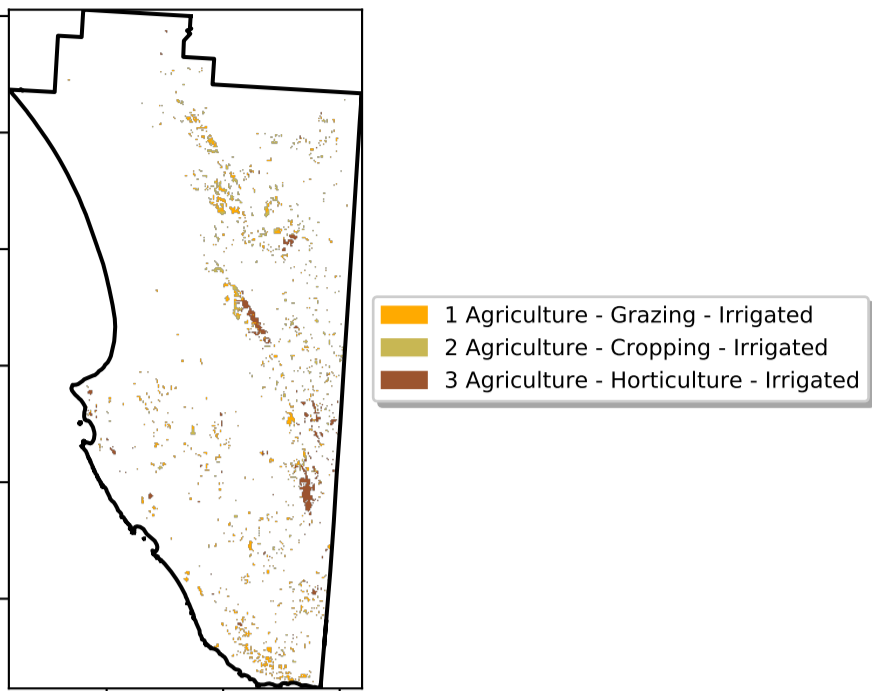 1 Agriculture - Grazing - Irrigated
2 Agriculture - Cropping - Irrigated
3 Agriculture - Horticulture - Irrigated